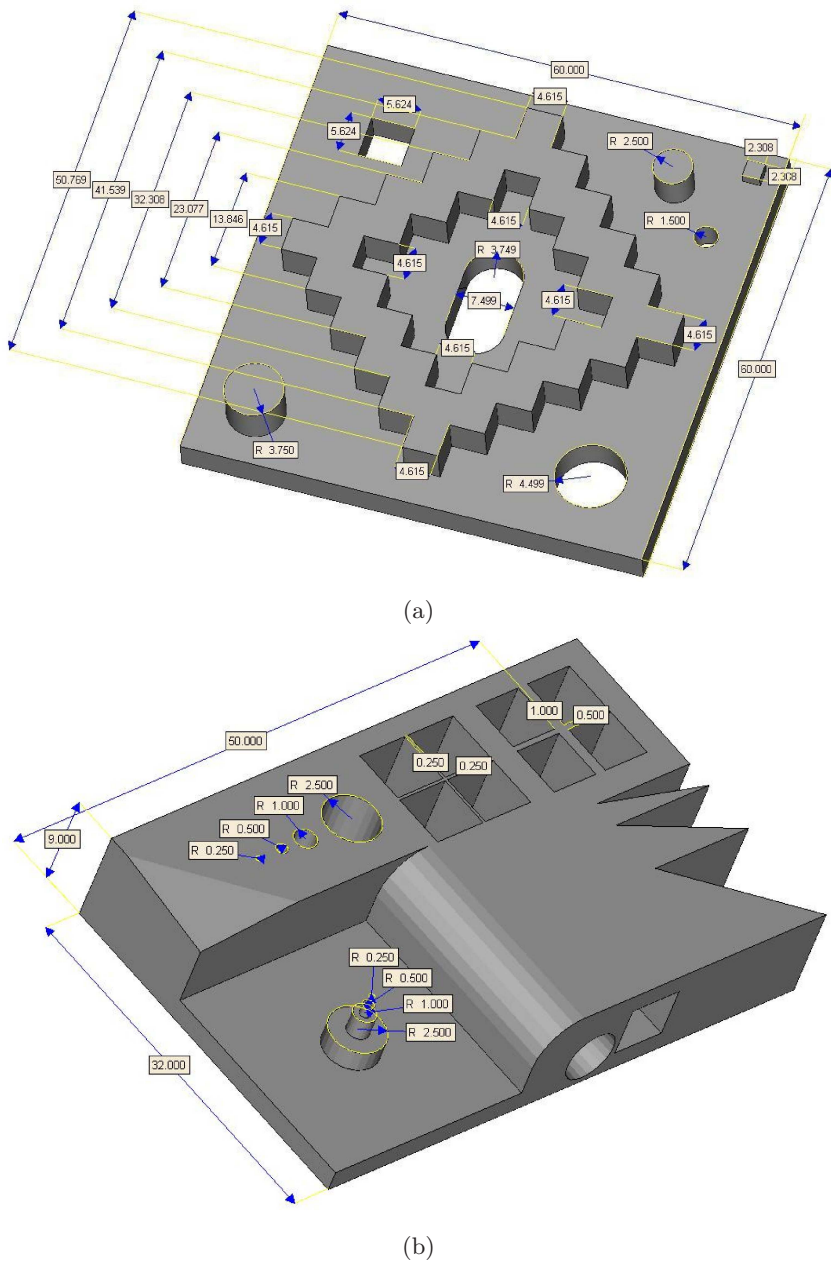 60.000
5.624
4.615
5.624
R 2.500
2.308
2.308
50.769
41.539
32.308
23.077
13.846
4.615
4.615
R 1.500
R 3.749
4.615
7.499
4.615
4.615
4.615
60.000
R 3.750
4.615
R 4.499
(a)
50.000
1.000
0.500
0.250
0.250
R 2.500
R 1.000
R 0.500
R 0.250
9.000
R 0.250
R 0.500
R 1.000
R 2.500
32.000
(b)